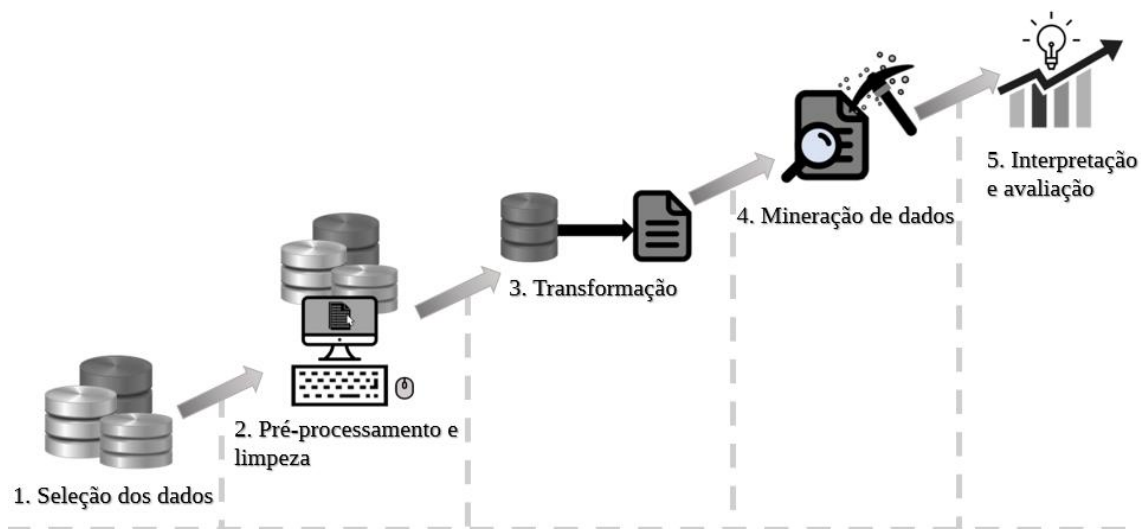 1. Seleção dos dados
2. Pré-processamento e
limpeza
3. Transformação
4. Mineração de dados
5. Interpretação
e avaliação